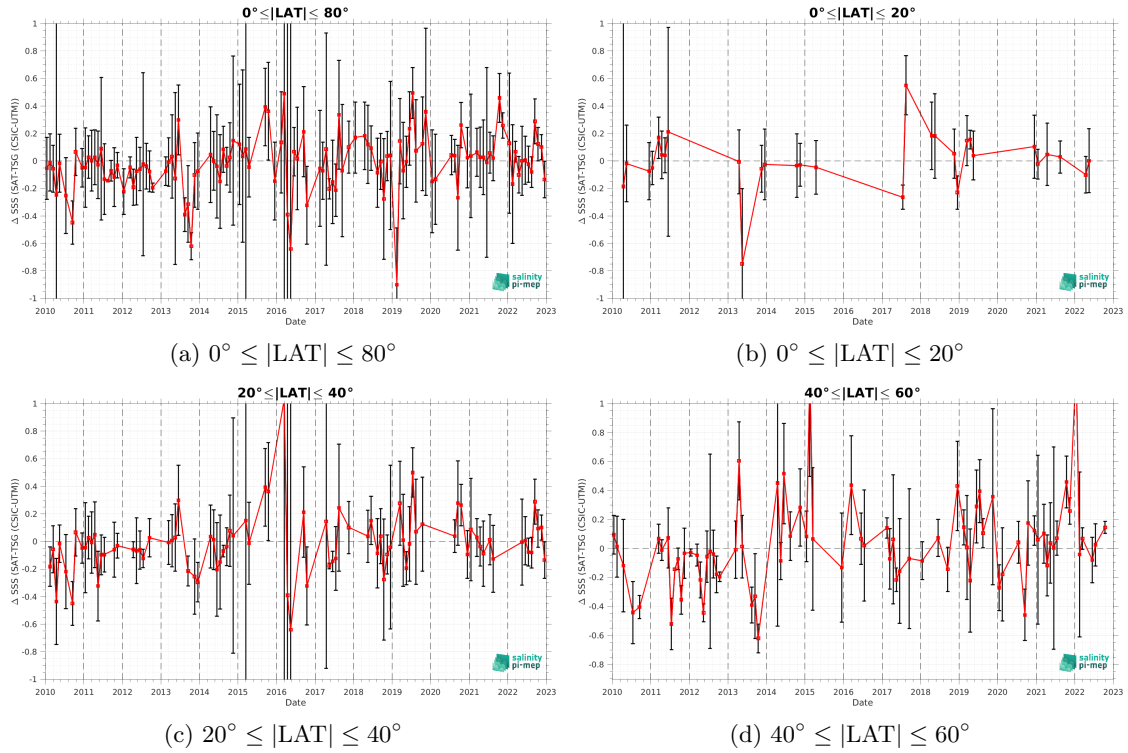 0°≤|LAT|≤ 80°
Δ SSS (SAT-TSG (CSIC-UTM))
1
0.8
0.6
0.4
0.2
0
-0.2
-0.4
-0.6
-0.8
-1
2010 2011 2012 2013 2014 2015 2016 2017 2018 2019 2020 2021 2022 2023
Date
salinity
pi-mep
(a) 0° ≤ |LAT| ≤ 80°
0°≤|LAT|≤ 20°
Δ SSS (SAT-TSG (CSIC-UTM))
1
0.8
0.6
0.4
0.2
0
-0.2
-0.4
-0.6
-0.8
-1
2010 2011 2012 2013 2014 2015 2016 2017 2018 2019 2020 2021 2022 2023
Date
salinity
pi-mep
(b) 0° ≤ |LAT| ≤ 20°
20°≤|LAT|≤ 40°
Δ SSS (SAT-TSG (CSIC-UTM))
1
0.8
0.6
0.4
0.2
0
-0.2
-0.4
-0.6
-0.8
-1
2010 2011 2012 2013 2014 2015 2016 2017 2018 2019 2020 2021 2022 2023
Date
salinity
pi-mep
(c) 20° ≤ |LAT| ≤ 40°
40°≤|LAT|≤ 60°
Δ SSS (SAT-TSG (CSIC-UTM))
1
0.8
0.6
0.4
0.2
0
-0.2
-0.4
-0.6
-0.8
2010 2011 2012 2013 2014 2015 2016 2017 2018 2019 2020 2021 2022 2023
Date
salinity
pi-mep
(d) 40° ≤ |LAT| ≤ 60°